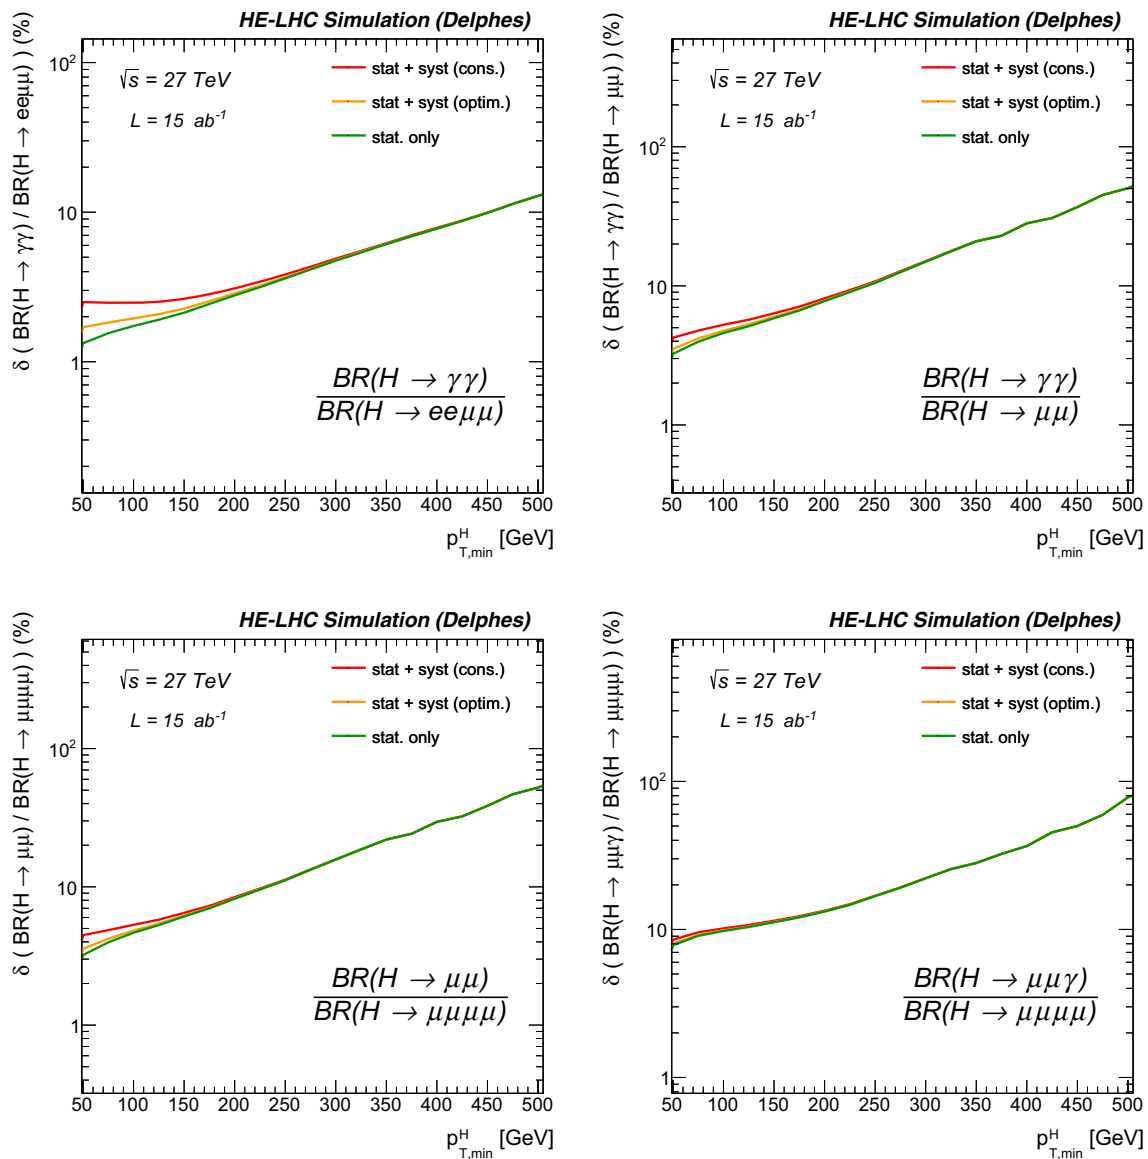 HE-LHC Simulation (Delphes)
δ ( BR(H → γγ) / BR(H → eeμμ) ) (%)
√s = 27 TeV
L = 15 ab⁻¹
stat + syst (cons.)
stat + syst (optim.)
stat. only
10²
10
1
BR(H → γγ)
BR(H → eeμμ)
50 100 150 200 250 300 350 400 450 500
p^H_T,min [GeV]
HE-LHC Simulation (Delphes)
δ ( BR(H → γγ) / BR(H → μμ) ) (%)
√s = 27 TeV
L = 15 ab⁻¹
stat + syst (cons.)
stat + syst (optim.)
stat. only
10²
10
1
BR(H → γγ)
BR(H → μμ)
50 100 150 200 250 300 350 400 450 500
p^H_T,min [GeV]
HE-LHC Simulation (Delphes)
δ ( BR(H → μμ) / BR(H → μμμμ) ) (%)
√s = 27 TeV
L = 15 ab⁻¹
stat + syst (cons.)
stat + syst (optim.)
stat. only
10²
10
1
BR(H → μμ)
BR(H → μμμμ)
50 100 150 200 250 300 350 400 450 500
p^H_T,min [GeV]
HE-LHC Simulation (Delphes)
δ ( BR(H → μμγ) / BR(H → μμμμ) ) (%)
√s = 27 TeV
L = 15 ab⁻¹
stat + syst (cons.)
stat + syst (optim.)
stat. only
10²
10
1
BR(H → μμγ)
BR(H → μμμμ)
50 100 150 200 250 300 350 400 450 500
p^H_T,min [GeV]